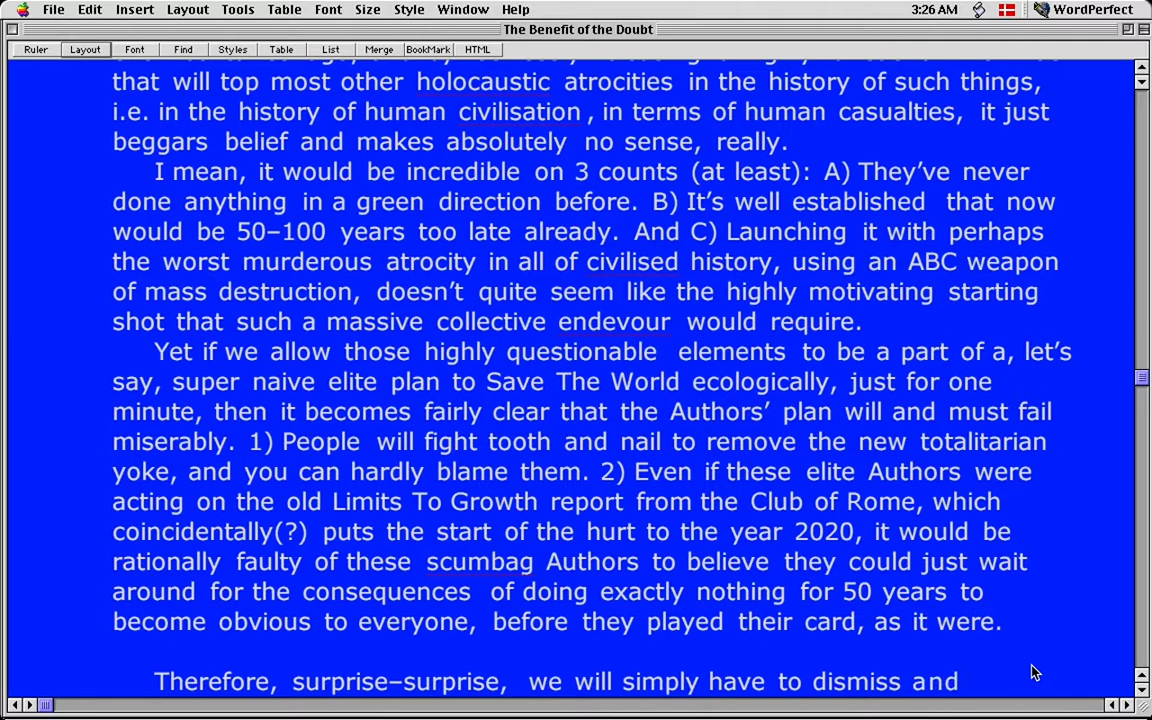 File Edit Insert Layout Tools Table Font Size Style Window Help 3:26 AM WordPerfect
The Benefit of the Doubt
Ruler Layout Font Find Styles Table List Merge BookMark HTML
that will top most other holocaustic atrocities in the history of such things,
i.e. in the history of human civilisation, in terms of human casualties, it just
beggars belief and makes absolutely no sense, really.
I mean, it would be incredible on 3 counts (at least): A) They've never
done anything in a green direction before. B) It's well established that now
would be 50–100 years too late already. And C) Launching it with perhaps
the worst murderous atrocity in all of civilised history, using an ABC weapon
of mass destruction, doesn't quite seem like the highly motivating starting
shot that such a massive collective endevour would require.
Yet if we allow those highly questionable elements to be a part of a, let's
say, super naive elite plan to Save The World ecologically, just for one
minute, then it becomes fairly clear that the Authors' plan will and must fail
miserably. 1) People will fight tooth and nail to remove the new totalitarian
yoke, and you can hardly blame them. 2) Even if these elite Authors were
acting on the old Limits To Growth report from the Club of Rome, which
coincidentally(?) puts the start of the hurt to the year 2020, it would be
rationally faulty of these scumbag Authors to believe they could just wait
around for the consequences of doing exactly nothing for 50 years to
become obvious to everyone, before they played their card, as it were.
Therefore, surprise–surprise, we will simply have to dismiss and